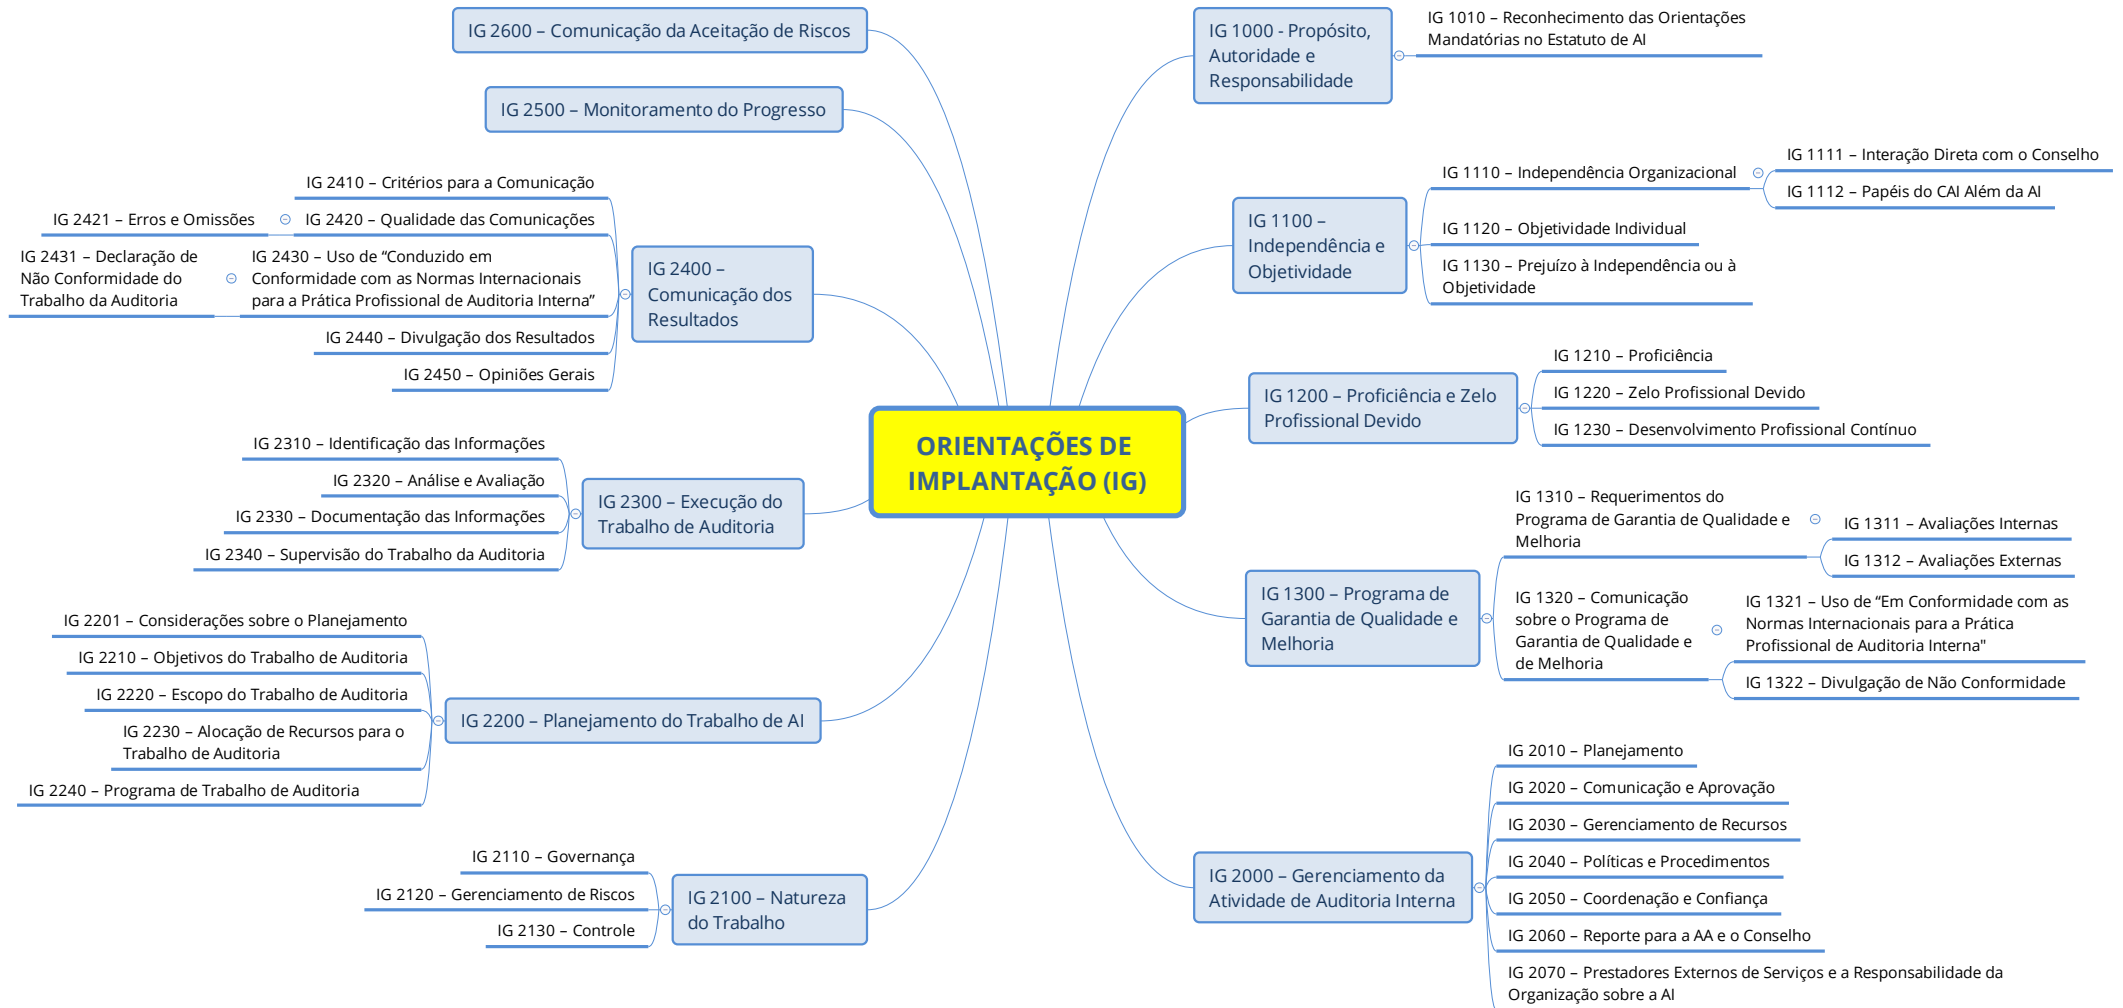 ORIENTAÇÕES DE
IMPLANTAÇÃO (IG)
IG 1000 - Propósito,
Autoridade e
Responsabilidade
IG 1010 – Reconhecimento das Orientações
Mandatórias no Estatuto de AI
IG 1100 –
Independência e
Objetividade
IG 1110 – Independência Organizacional
IG 1111 – Interação Direta com o Conselho
IG 1112 – Papéis do CAI Além da AI
IG 1120 – Objetividade Individual
IG 1130 – Prejuízo à Independência ou à
Objetividade
IG 1200 – Proficiência e Zelo
Profissional Devido
IG 1210 – Proficiência
IG 1220 – Zelo Profissional Devido
IG 1230 – Desenvolvimento Profissional Contínuo
IG 1300 – Programa de
Garantia de Qualidade e
Melhoria
IG 1310 – Requerimentos do
Programa de Garantia de Qualidade e
Melhoria
IG 1311 – Avaliações Internas
IG 1312 – Avaliações Externas
IG 1320 – Comunicação
sobre o Programa de
Garantia de Qualidade e
de Melhoria
IG 1321 – Uso de “Em Conformidade com as
Normas Internacionais para a Prática
Profissional de Auditoria Interna"
IG 1322 – Divulgação de Não Conformidade
IG 2000 – Gerenciamento da
Atividade de Auditoria Interna
IG 2010 – Planejamento
IG 2020 – Comunicação e Aprovação
IG 2030 – Gerenciamento de Recursos
IG 2040 – Políticas e Procedimentos
IG 2050 – Coordenação e Confiança
IG 2060 – Reporte para a AA e o Conselho
IG 2070 – Prestadores Externos de Serviços e a Responsabilidade da
Organização sobre a AI
IG 2100 – Natureza
do Trabalho
IG 2110 – Governança
IG 2120 – Gerenciamento de Riscos
IG 2130 – Controle
IG 2200 – Planejamento do Trabalho de AI
IG 2201 – Considerações sobre o Planejamento
IG 2210 – Objetivos do Trabalho de Auditoria
IG 2220 – Escopo do Trabalho de Auditoria
IG 2230 – Alocação de Recursos para o
Trabalho de Auditoria
IG 2240 – Programa de Trabalho de Auditoria
IG 2300 – Execução do
Trabalho de Auditoria
IG 2310 – Identificação das Informações
IG 2320 – Análise e Avaliação
IG 2330 – Documentação das Informações
IG 2340 – Supervisão do Trabalho da Auditoria
IG 2400 –
Comunicação dos
Resultados
IG 2410 – Critérios para a Comunicação
IG 2420 – Qualidade das Comunicações
IG 2421 – Erros e Omissões
IG 2430 – Uso de “Conduzido em
Conformidade com as Normas Internacionais
para a Prática Profissional de Auditoria Interna”
IG 2431 – Declaração de
Não Conformidade do
Trabalho da Auditoria
IG 2440 – Divulgação dos Resultados
IG 2450 – Opiniões Gerais
IG 2500 – Monitoramento do Progresso
IG 2600 – Comunicação da Aceitação de Riscos